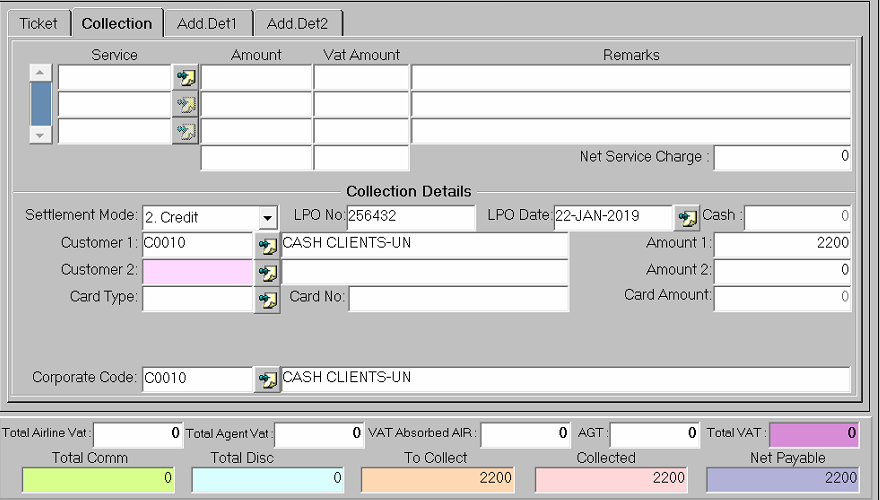 Ticket Collection Add.Det1 Add.Det2
Service Amount Vat Amount Remarks
Net Service Charge : 0
Collection Details
Settlement Mode: 2. Credit LPO No: 256432 LPO Date: 22-JAN-2019 Cash : 0
Customer 1: C0010 CASH CLIENTS-UN Amount 1: 2200
Customer 2: Amount 2: 0
Card Type: Card No: Card Amount: 0
Corporate Code: C0010 CASH CLIENTS-UN
Total Airline Vat: 0 Total Agent Vat: 0 VAT Absorbed AIR : 0 AGT: 0 Total VAT : 0
Total Comm Total Disc To Collect Collected Net Payable
0 0 2200 2200 2200